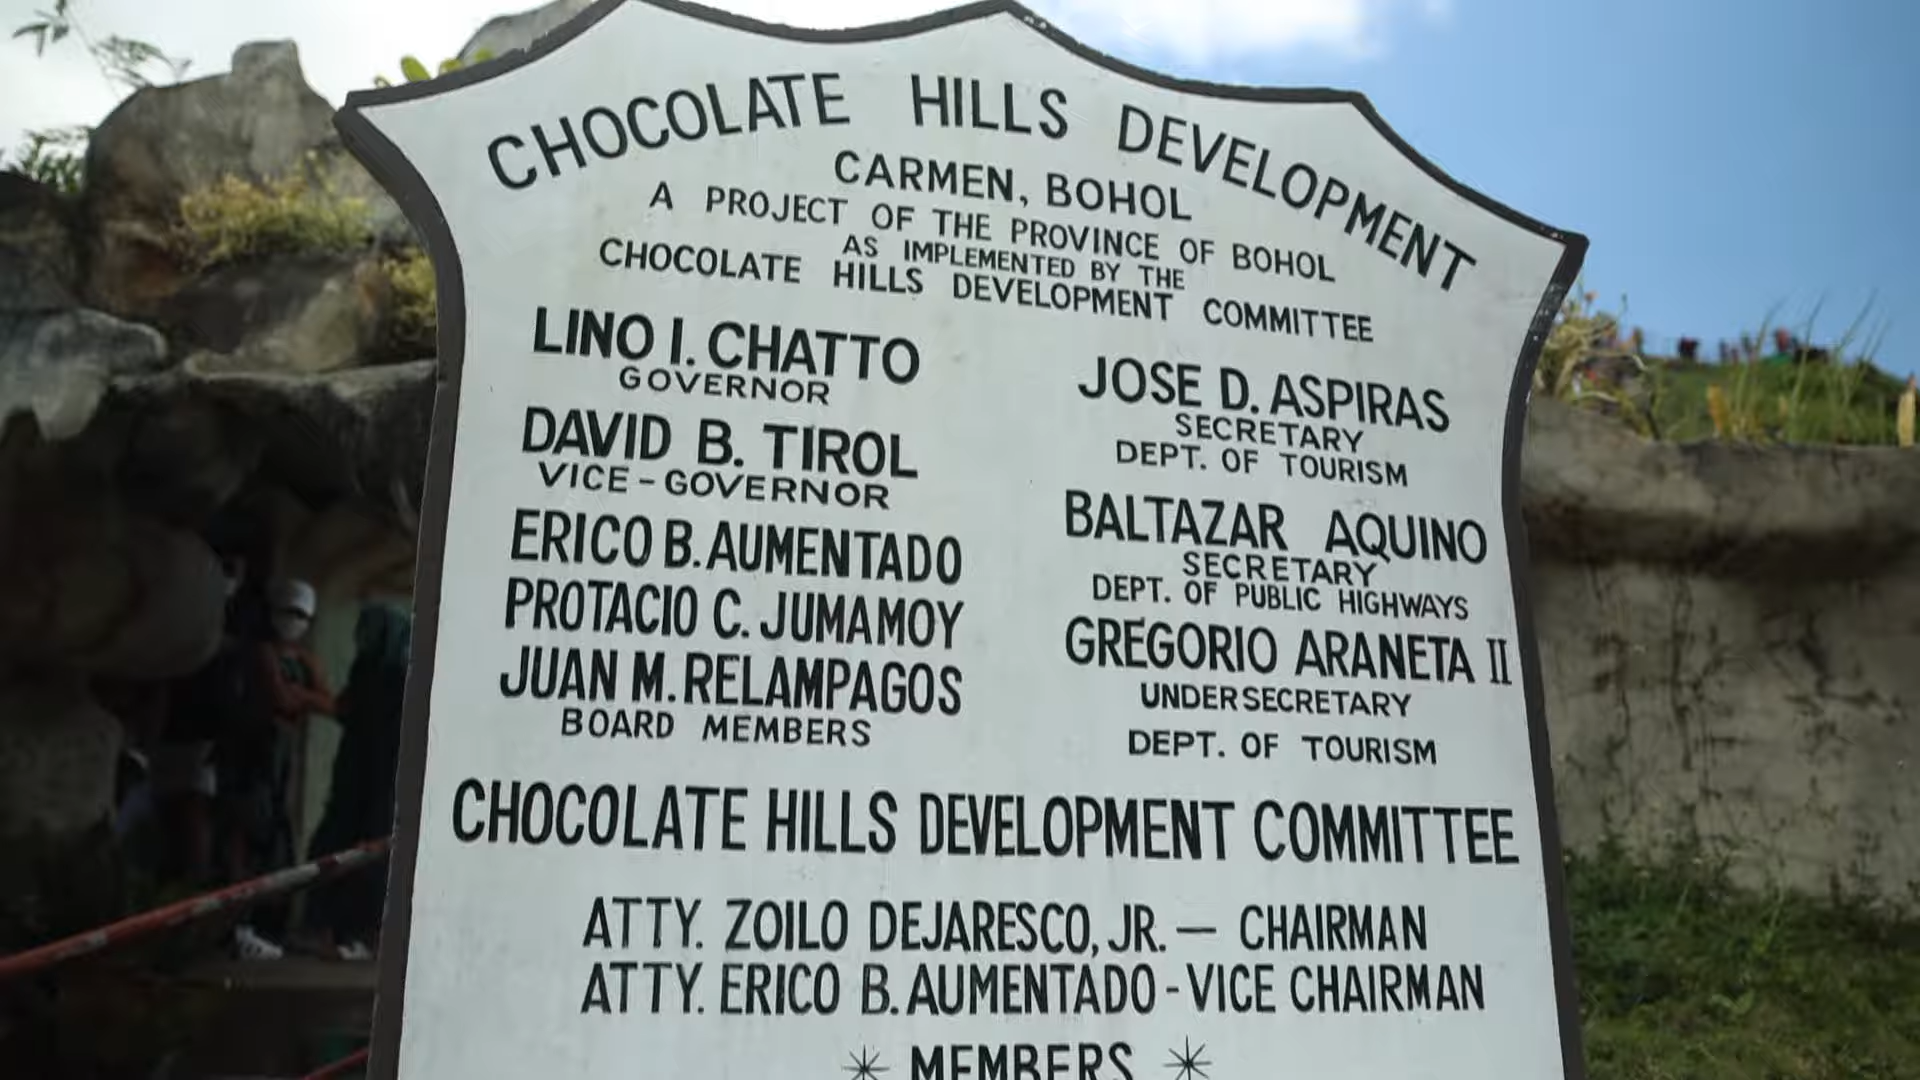 CHOCOLATE HILLS DEVELOPMENT
CARMEN, BOHOL
A PROJECT OF THE PROVINCE OF BOHOL
AS IMPLEMENTED BY THE
CHOCOLATE HILLS DEVELOPMENT COMMITTEE
LINO I. CHATTO
GOVERNOR
DAVID B. TIROL
VICE-GOVERNOR
ERICO B. AUMENTADO
PROTACIO C. JUMAMOY
JUAN M. RELAMPAGOS
BOARD MEMBERS
JOSE D. ASPIRAS
SECRETARY
DEPT. OF TOURISM
BALTAZAR AQUINO
SECRETARY
DEPT. OF PUBLIC HIGHWAYS
GREGORIO ARANETA II
UNDERSECRETARY
DEPT. OF TOURISM
CHOCOLATE HILLS DEVELOPMENT COMMITTEE
ATTY. ZOILO DEJARESCO, JR. — CHAIRMAN
ATTY. ERICO B. AUMENTADO - VICE CHAIRMAN
MEMBERS